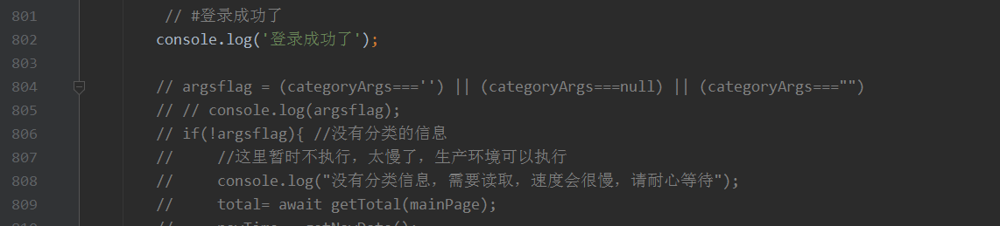 801 // #登录成功了
802 console.log('登录成功了');
803
804 // argsflag = (categoryArgs==='') || (categoryArgs===null) || (categoryArgs==="")
805 // // console.log(argsflag);
806 // if(!argsflag){ //没有分类的信息
807 //     //这里暂时不执行，太慢了，生产环境可以执行
808 //     console.log("没有分类信息，需要读取，速度会很慢，请耐心等待");
809 //     total= await getTotal(mainPage);